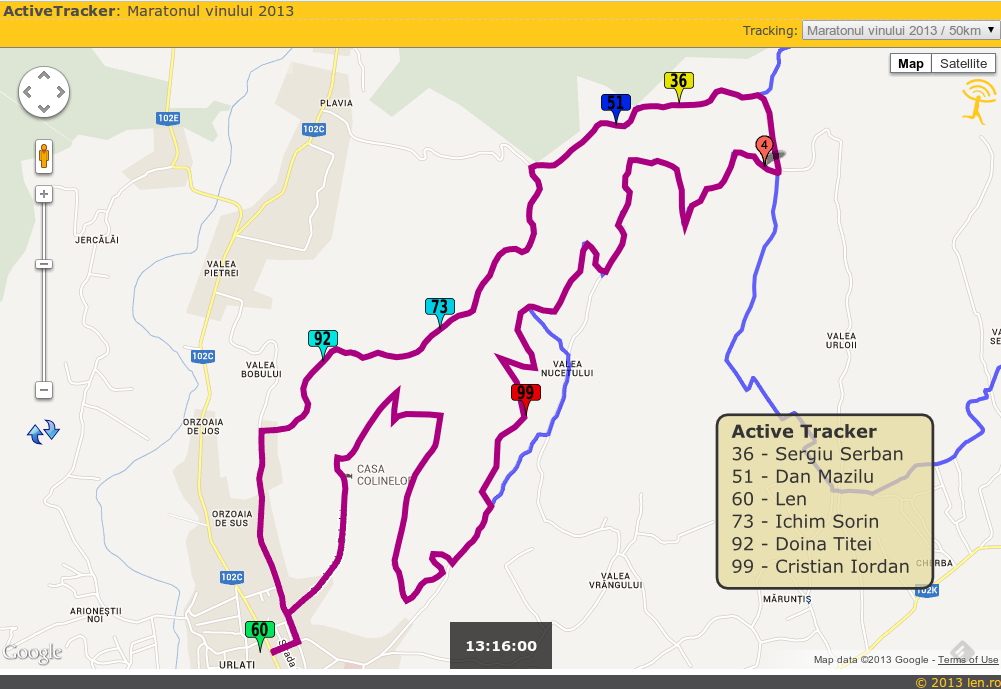 ActiveTracker: Maratonul vinului 2013
Tracking: Maratonul vinului 2013 / 50km
Map Satellite
PLAVIA
102E
102C
36
51
4
JERCĂLĂI
VALEA
PIETREI
73
92
102C
VALEA
BOBULUI
VALEA
NUCETULUI
VALEA
URLOII
99
ORZOAIA
DE JOS
CASA
COLINELOR
ORZOAIA
DE SUS
Active Tracker
36 - Sergiu Serban
51 - Dan Mazilu
60 - Len
73 - Ichim Sorin
92 - Doina Titei
99 - Cristian Iordan
CHERBA
102C
VALEA
VRÂNGULUI
102K
MĂRUNȚIȘ
ARIONEȘTII
NOI
60
Strada
13:16:00
Google
URLATI
Map data ©2013 Google - Terms of Use
© 2013 len.ro